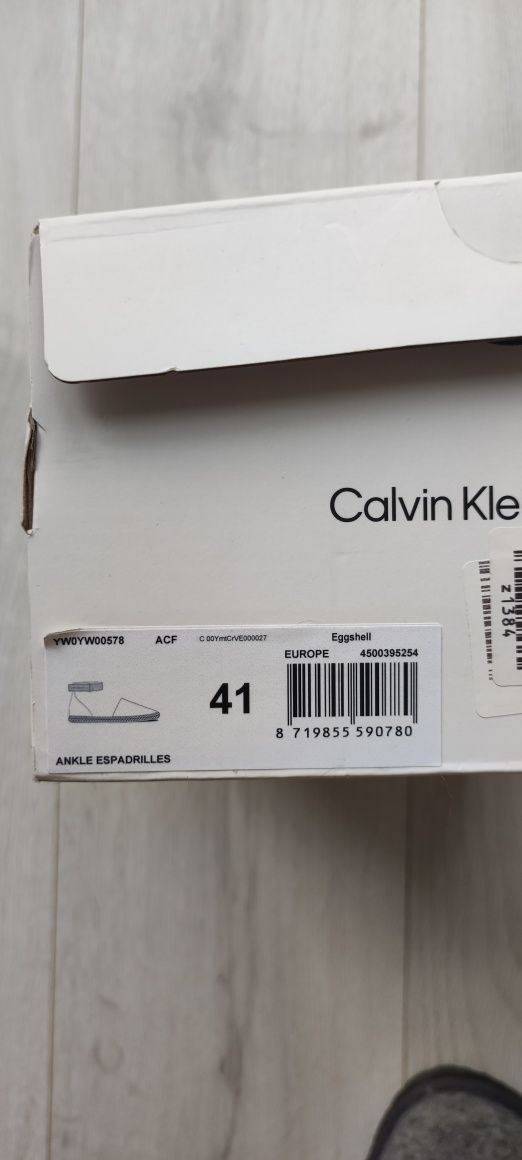 Calvin Kle
z1384
YW0YW00578 ACF C 00YmtCrVE000027 Eggshell
EUROPE 4500395254
41
8 719855 590780
ANKLE ESPADRILLES